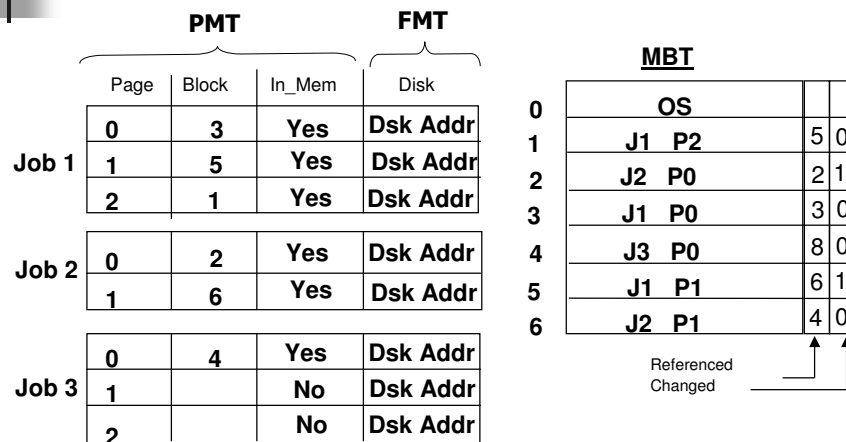 PMT FMT
MBT
Page Block In_Mem Disk
Job 1
0 3 Yes Dsk Addr
1 5 Yes Dsk Addr
2 1 Yes Dsk Addr
Job 2
0 2 Yes Dsk Addr
1 6 Yes Dsk Addr
Job 3
0 4 Yes Dsk Addr
1 No Dsk Addr
2 No Dsk Addr
0 OS
1 J1 P2 5 0
2 J2 P0 2 1
3 J1 P0 3 0
4 J3 P0 8 0
5 J1 P1 6 1
6 J2 P1 4 0
Referenced
Changed